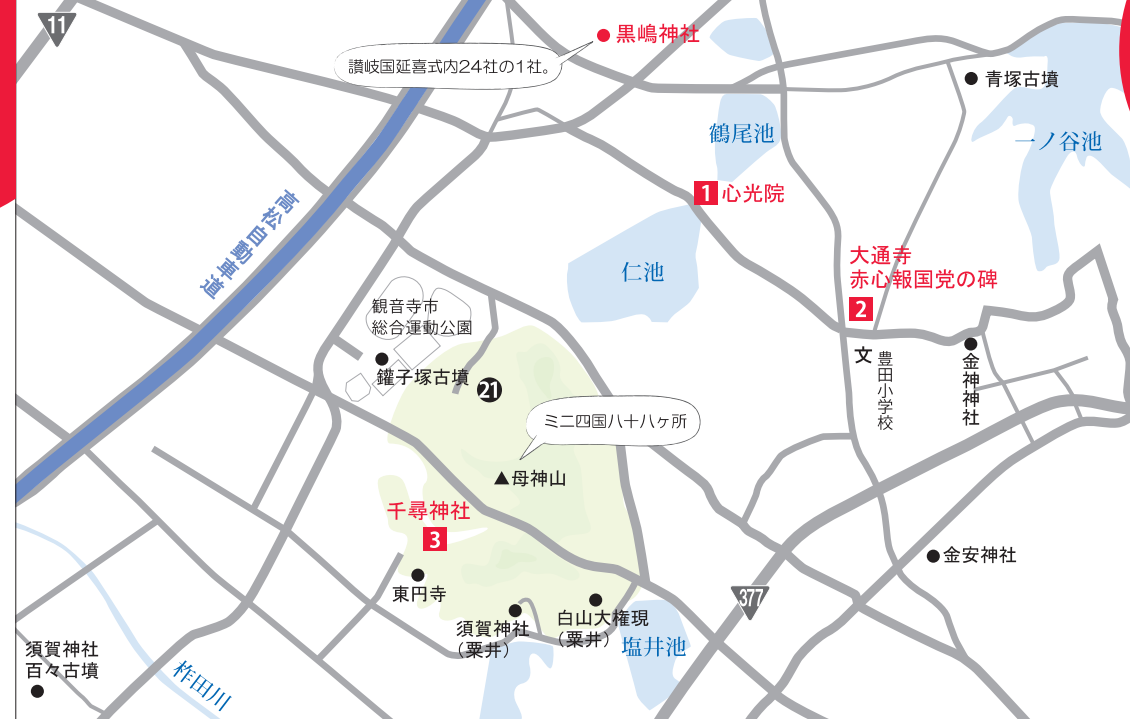 11
黒嶋神社
讃岐国延喜式内24社の1社。
青塚古墳
鶴尾池
一ノ谷池
1 心光院
高松自動車道
仁池
大通寺
赤心報国党の碑
2
観音寺市
総合運動公園
文
豊田小学校
金神神社
鑵子塚古墳
21
ミニ四国八十八ヶ所
▲母神山
千尋神社
3
金安神社
東円寺
377
白山大権現
（粟井）
須賀神社
（粟井）
塩井池
須賀神社
百々古墳
柞田川